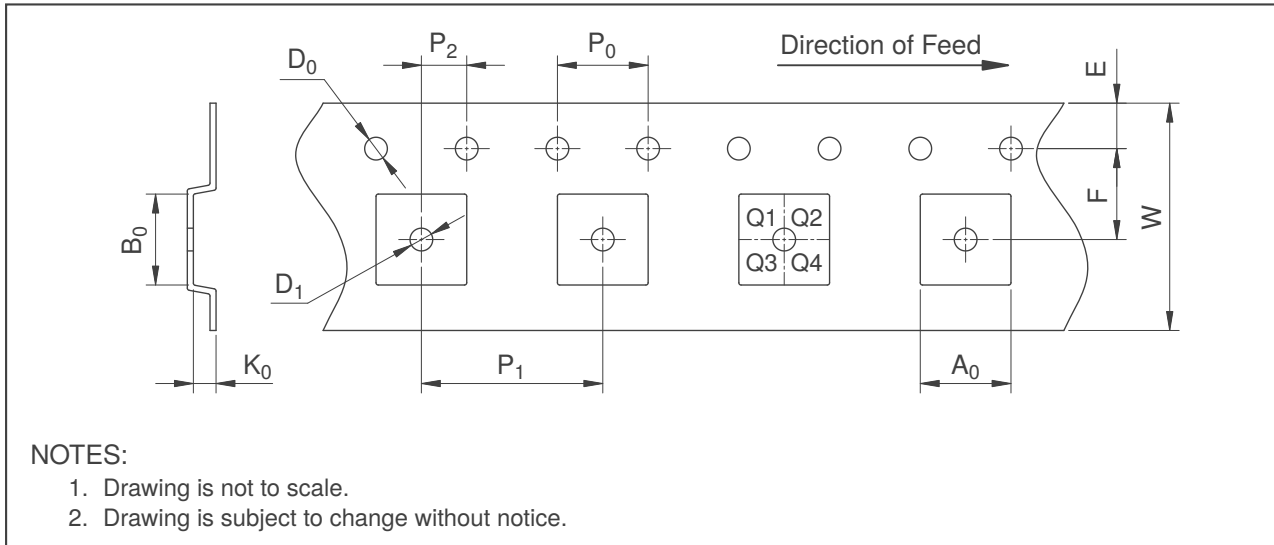 P₂
P₀
Direction of Feed
D₀
E
F
W
B₀
Q1 Q2
Q3 Q4
D₁
K₀
P₁
A₀
NOTES:
1. Drawing is not to scale.
2. Drawing is subject to change without notice.